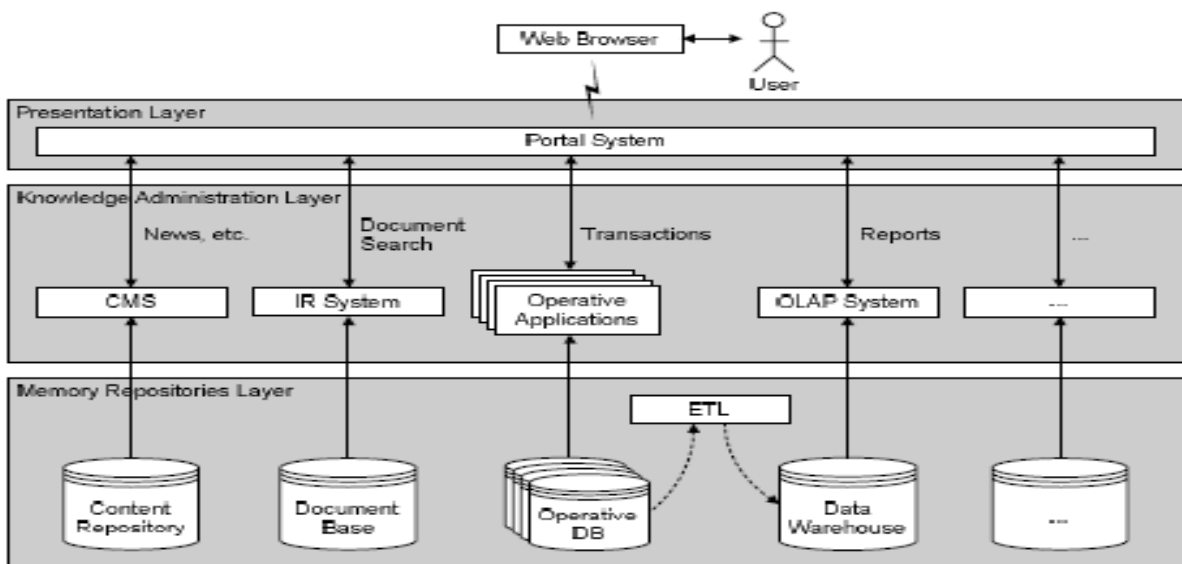 Web Browser
User
Presentation Layer
Portal System
Knowledge Administration Layer
News, etc.
Document
Search
Transactions
Reports
...
CMS
IR System
Operative
Applications
OLAP System
...
Memory Repositories Layer
ETL
Content
Repository
Document
Base
Operative
DB
Data
Warehouse
...